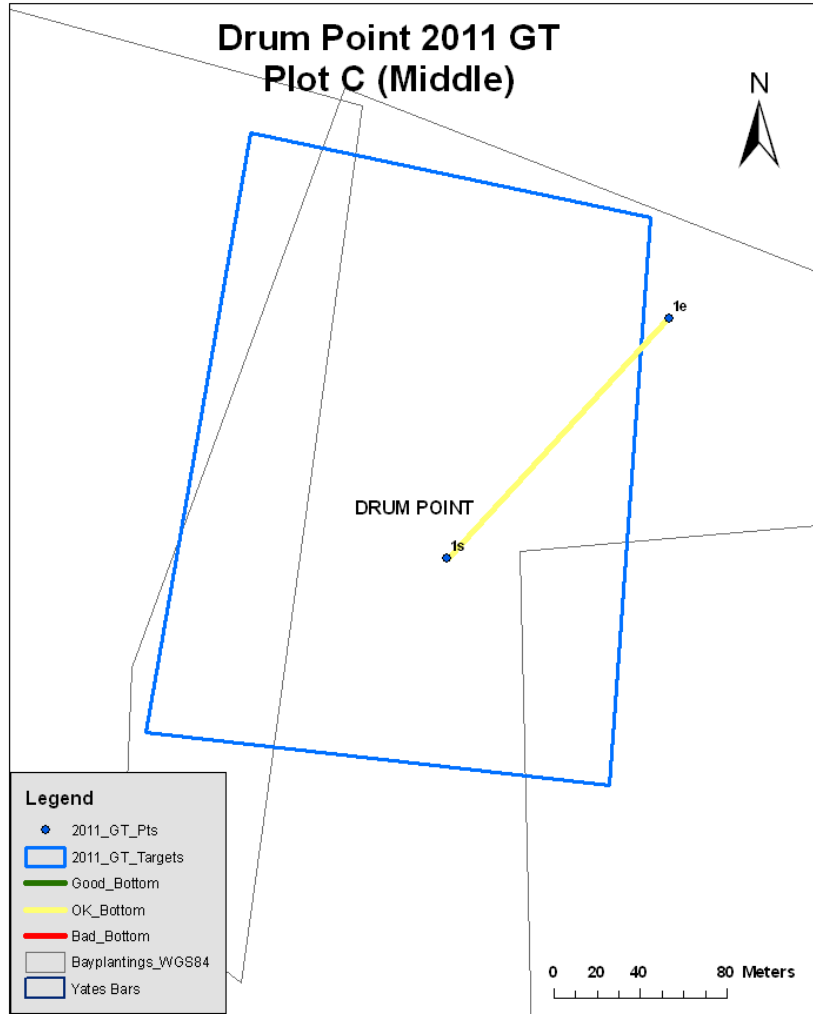 Drum Point 2011 GT
Plot C (Middle)
N
1e
DRUM POINT
1s
Legend
2011_GT_Pts
2011_GT_Targets
Good_Bottom
OK_Bottom
Bad_Bottom
Bayplantings_WGS84
Yates Bars
0 20 40 80 Meters